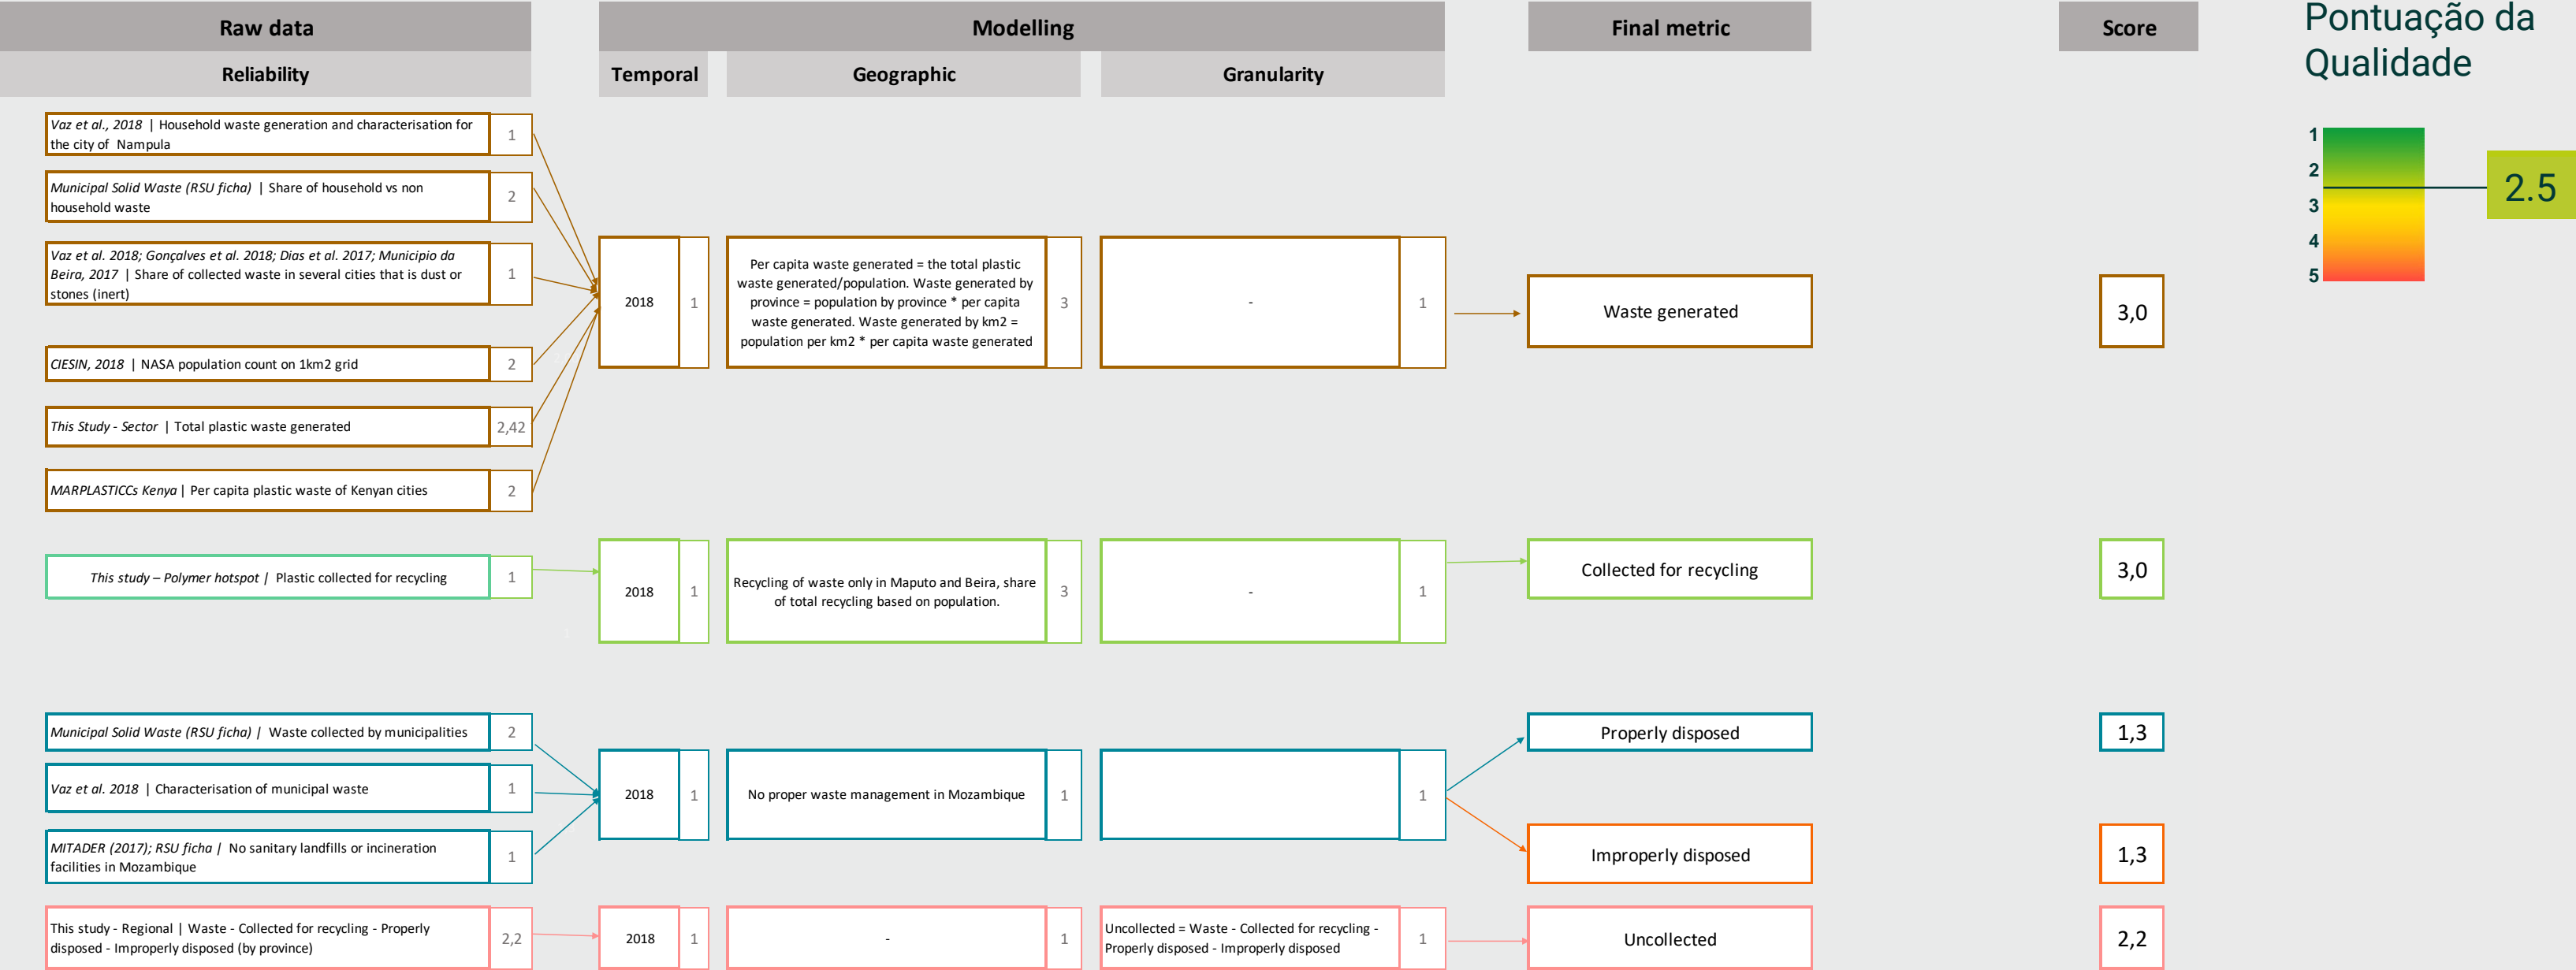 Raw data
Modelling
Final metric
Score
Pontuação da
Qualidade
Reliability
Temporal
Geographic
Granularity
Vaz et al., 2018 | Household waste generation and characterisation for
the city of Nampula
1
Municipal Solid Waste (RSU ficha) | Share of household vs non
household waste
2
Vaz et al. 2018; Gonçalves et al. 2018; Dias et al. 2017; Municipio da
Beira, 2017 | Share of collected waste in several cities that is dust or
stones (inert)
1
CIESIN, 2018 | NASA population count on 1km2 grid
2
This Study - Sector | Total plastic waste generated
2,42
MARPLASTICCs Kenya | Per capita plastic waste of Kenyan cities
2
2018
1
Per capita waste generated = the total plastic
waste generated/population. Waste generated by
province = population by province * per capita
waste generated. Waste generated by km2 =
population per km2 * per capita waste generated
3
-
1
Waste generated
3,0
1
2
3
4
5
2.5
This study – Polymer hotspot | Plastic collected for recycling
1
2018
1
Recycling of waste only in Maputo and Beira, share
of total recycling based on population.
3
-
1
Collected for recycling
3,0
Municipal Solid Waste (RSU ficha) | Waste collected by municipalities
2
Vaz et al. 2018 | Characterisation of municipal waste
1
MITADER (2017); RSU ficha | No sanitary landfills or incineration
facilities in Mozambique
1
2018
1
No proper waste management in Mozambique
1
1
Properly disposed
1,3
Improperly disposed
1,3
This study - Regional | Waste - Collected for recycling - Properly
disposed - Improperly disposed (by province)
2,2
2018
1
-
1
Uncollected = Waste - Collected for recycling -
Properly disposed - Improperly disposed
1
Uncollected
2,2